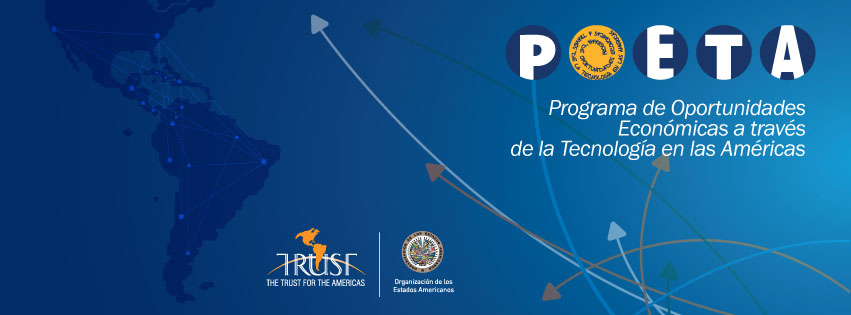 POETA
Programa de Oportunidades
Económicas a través
de la Tecnología en las Américas
TRUST
THE TRUST FOR THE AMERICAS
Organización de los
Estados Americanos